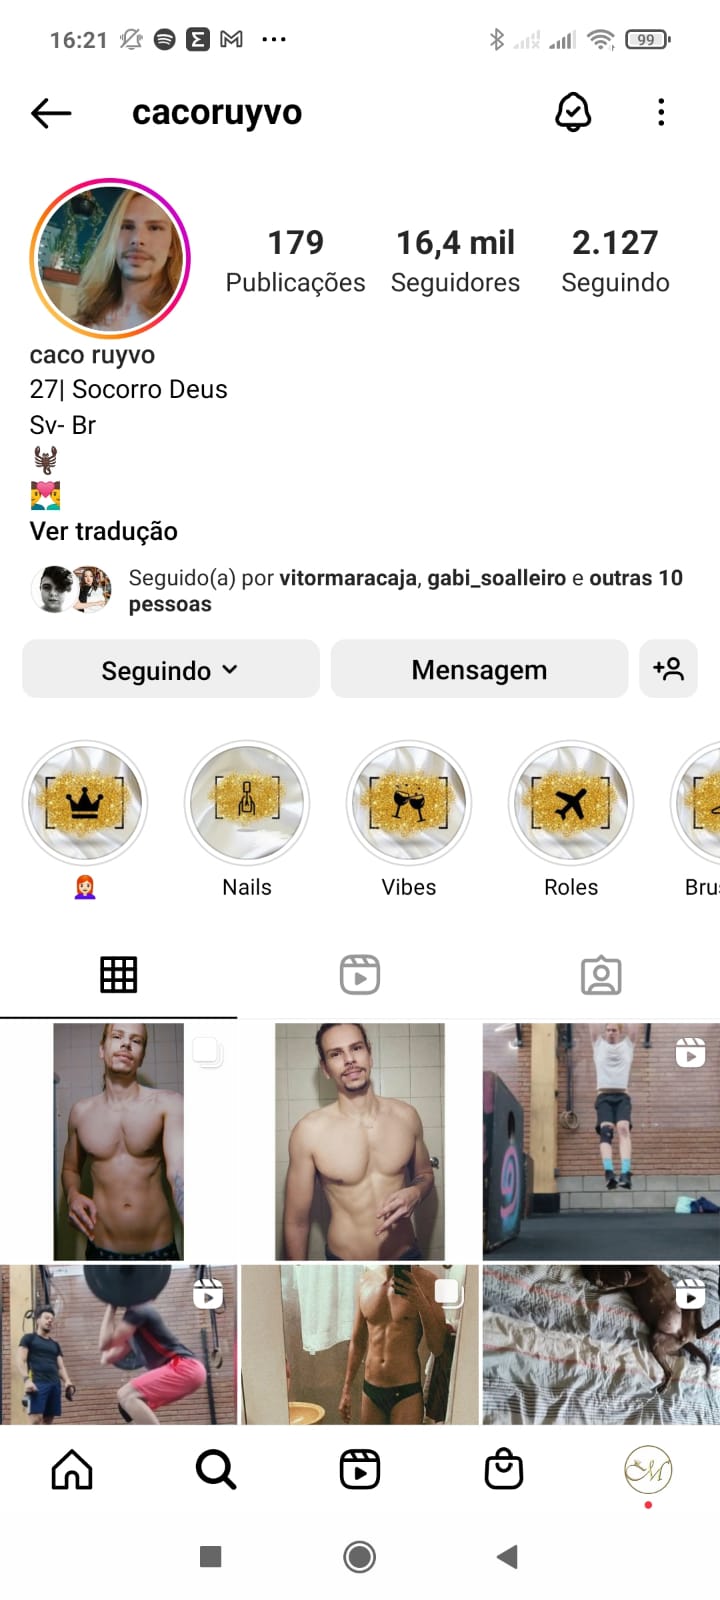 16:21
99
cacoruyvo
179
16,4 mil
2.127
Publicações
Seguidores
Seguindo
caco ruyvo
27| Socorro Deus
Sv- Br
Ver tradução
Seguido(a) por vitormaracaja, gabi_soalleiro e outras 10
pessoas
Seguindo
Mensagem
Nails
Vibes
Roles
Bru